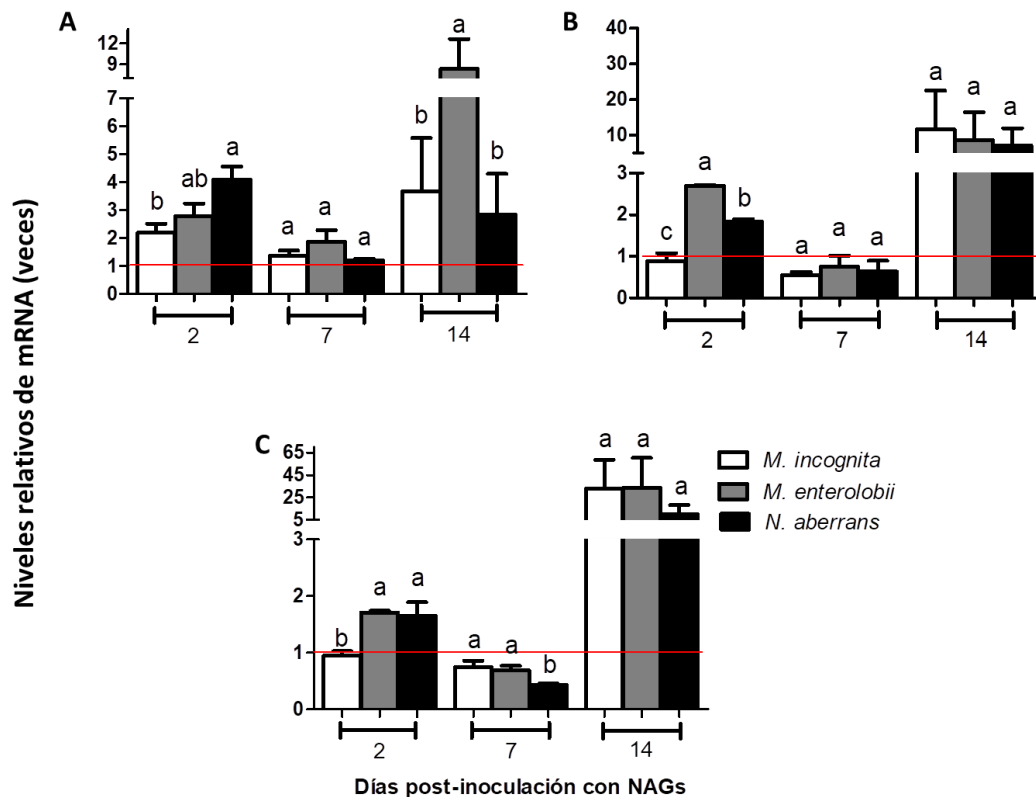 A
12
9
7
6
5
4
3
2
1
0
b
ab
a
a
a
a
b
a
b
2
7
14
B
40
30
20
10
3
2
1
0
c
a
b
a
a
a
a
a
a
2
7
14
Niveles relativos de mRNA (veces)
C
65
45
25
5
3
2
1
0
b
a
a
a
a
b
a
a
a
2
7
14
M. incognita
M. enterolobii
N. aberrans
Días post-inoculación con NAGs